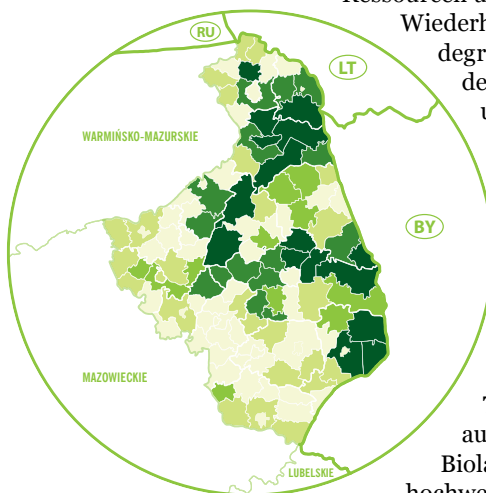 Ressourcen
Wiederh
degr
de
u
RU
LT
WARMIŃSKO-MAZURSKIE
BY
MAZOWIECKIE
LUBELSKIE
T
au
Biola
hochwe